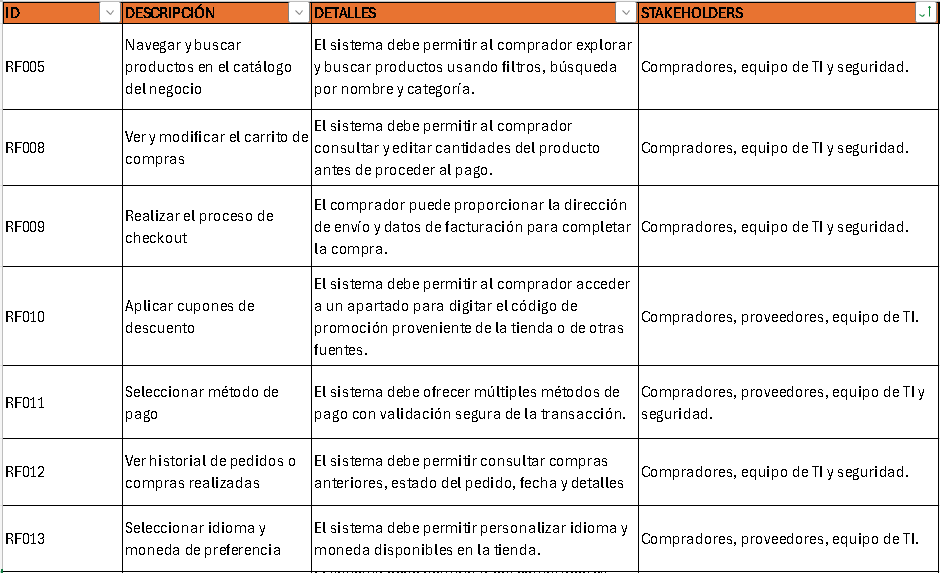 ID DESCRIPCIÓN DETALLES STAKEHOLDERS
RF005
Navegar y buscar
productos en el catálogo
del negocio
El sistema debe permitir al comprador explorar
y buscar productos usando filtros, búsqueda
por nombre y categoría.
Compradores, equipo de TI y seguridad.
RF008
Ver y modificar el carrito de
compras
El sistema debe permitir al comprador
consultar y editar cantidades del producto
antes de proceder al pago.
Compradores, equipo de TI y seguridad.
RF009
Realizar el proceso de
checkout
El comprador puede proporcionar la dirección
de envío y datos de facturación para completar
la compra.
Compradores, equipo de TI y seguridad.
RF010
Aplicar cupones de
descuento
El sistema debe permitir al comprador acceder
a un apartado para digitar el código de
promoción proveniente de la tienda o de otras
fuentes.
Compradores, proveedores, equipo de TI.
RF011
Seleccionar método de
pago
El sistema debe ofrecer múltiples métodos de
pago con validación segura de la transacción.
Compradores, proveedores, equipo de TI y
seguridad.
RF012
Ver historial de pedidos o
compras realizadas
El sistema debe permitir consultar compras
anteriores, estado del pedido, fecha y detalles
Compradores, equipo de TI y seguridad.
RF013
Seleccionar idioma y
moneda de preferencia
El sistema debe permitir personalizar idioma y
moneda disponibles en la tienda.
Compradores, proveedores, equipo de TI.